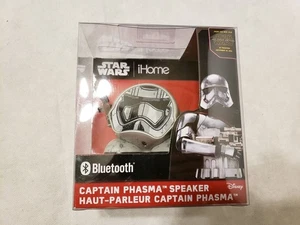 STAR
WARS
iHome
Bluetooth®
CAPTAIN PHASMA™ SPEAKER
HAUT-PARLEUR CAPTAIN PHASMA™
Disney